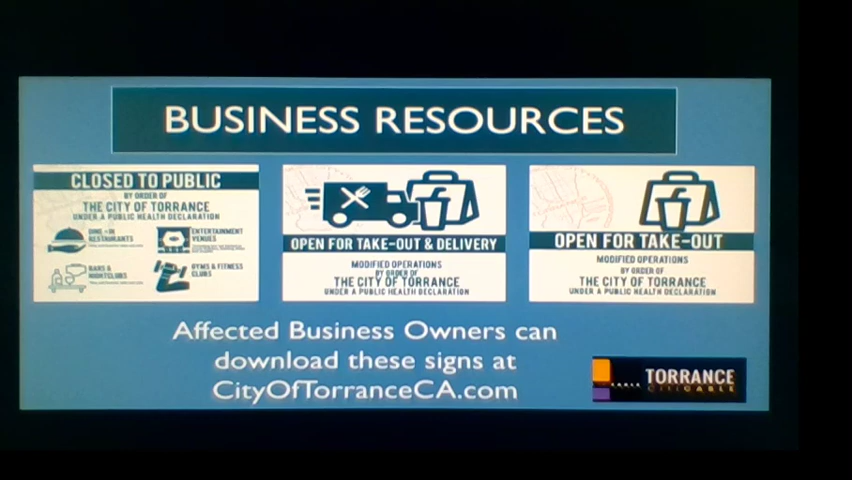 BUSINESS RESOURCES
CLOSED TO PUBLIC
BY ORDER OF
THE CITY OF TORRANCE
UNDER A PUBLIC HEALTH DECLARATION
DINE-IN
RESTAURANTS
ENTERTAINMENT
VENUES
BARS &
NIGHTCLUBS
GYMS & FITNESS
CLUBS
OPEN FOR TAKE-OUT & DELIVERY
MODIFIED OPERATIONS
BY ORDER OF
THE CITY OF TORRANCE
UNDER A PUBLIC HEALTH DECLARATION
OPEN FOR TAKE-OUT
MODIFIED OPERATIONS
BY ORDER OF
THE CITY OF TORRANCE
UNDER A PUBLIC HEALTH DECLARATION
Affected Business Owners can
download these signs at
CityOfTorranceCA.com
TORRANCE
CITICABLE